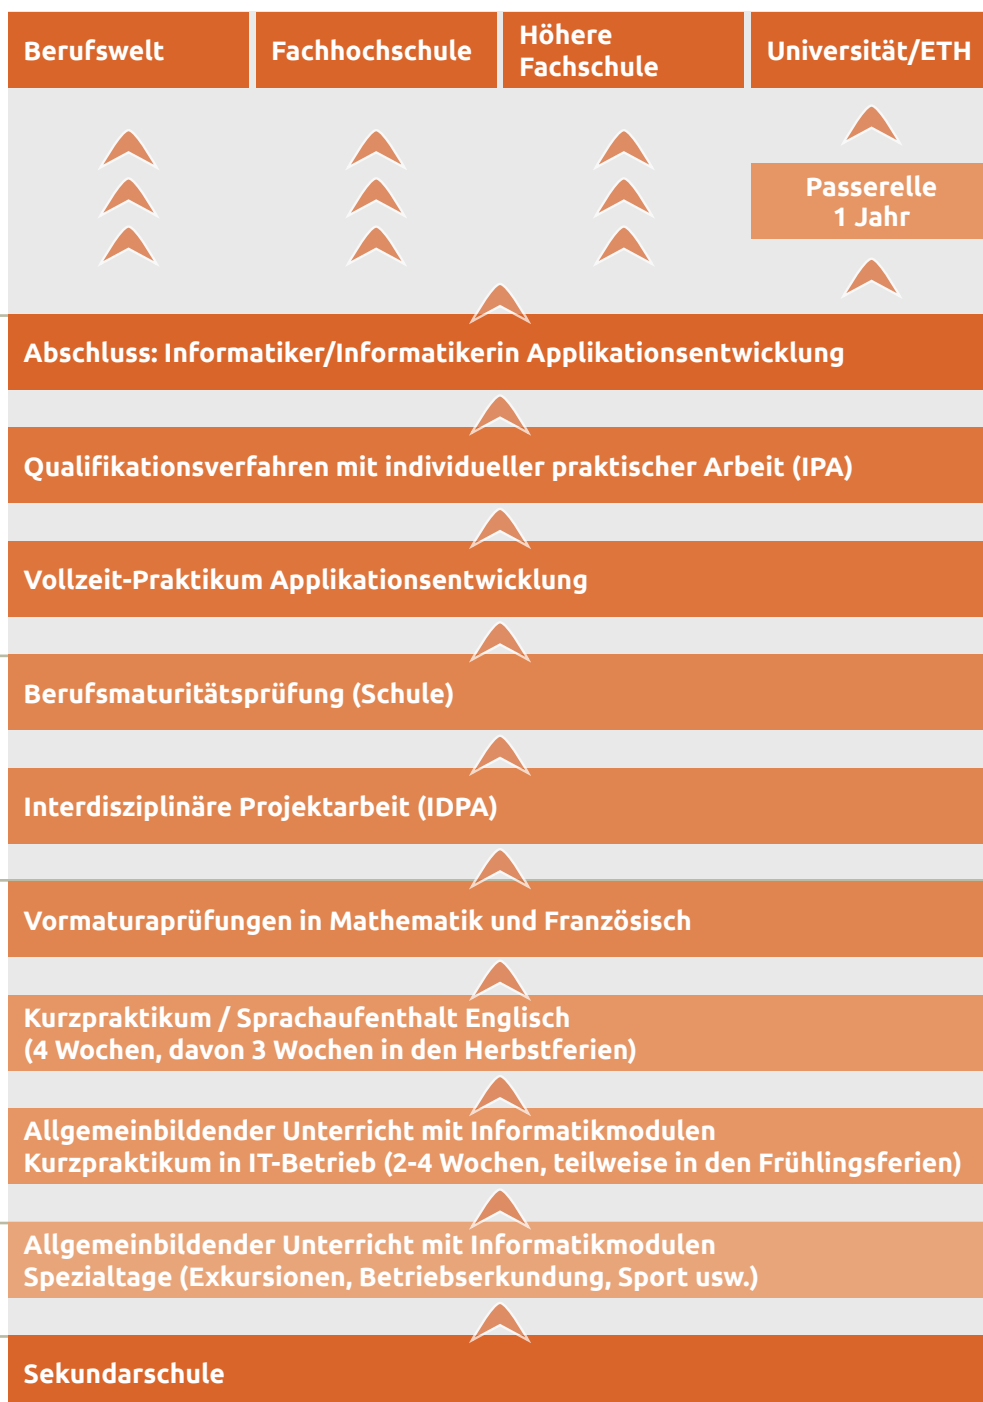 Berufswelt
Fachhochschule
Höhere
Fachschule
Universität/ETH
Passerelle
1 Jahr
Abschluss: Informatiker/Informatikerin Applikationsentwicklung
Qualifikationsverfahren mit individueller praktischer Arbeit (IPA)
Vollzeit-Praktikum Applikationsentwicklung
Berufsmaturitätsprüfung (Schule)
Interdisziplinäre Projektarbeit (IDPA)
Vormaturaprüfungen in Mathematik und Französisch
Kurzpraktikum / Sprachaufenthalt Englisch
(4 Wochen, davon 3 Wochen in den Herbstferien)
Allgemeinbildender Unterricht mit Informatikmodulen
Kurzpraktikum in IT-Betrieb (2-4 Wochen, teilweise in den Frühlingsferien)
Allgemeinbildender Unterricht mit Informatikmodulen
Spezialtage (Exkursionen, Betriebserkundung, Sport usw.)
Sekundarschule